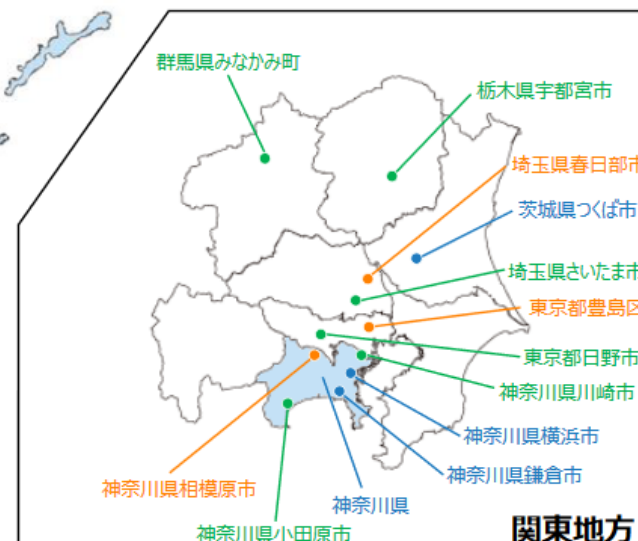 群馬県みなかみ町
栃木県宇都宮市
埼玉県春日部市
茨城県つくば市
埼玉県さいたま市
東京都豊島区
東京都日野市
神奈川県川崎市
神奈川県横浜市
神奈川県鎌倉市
神奈川県相模原市
神奈川県
神奈川県小田原市
関東地方